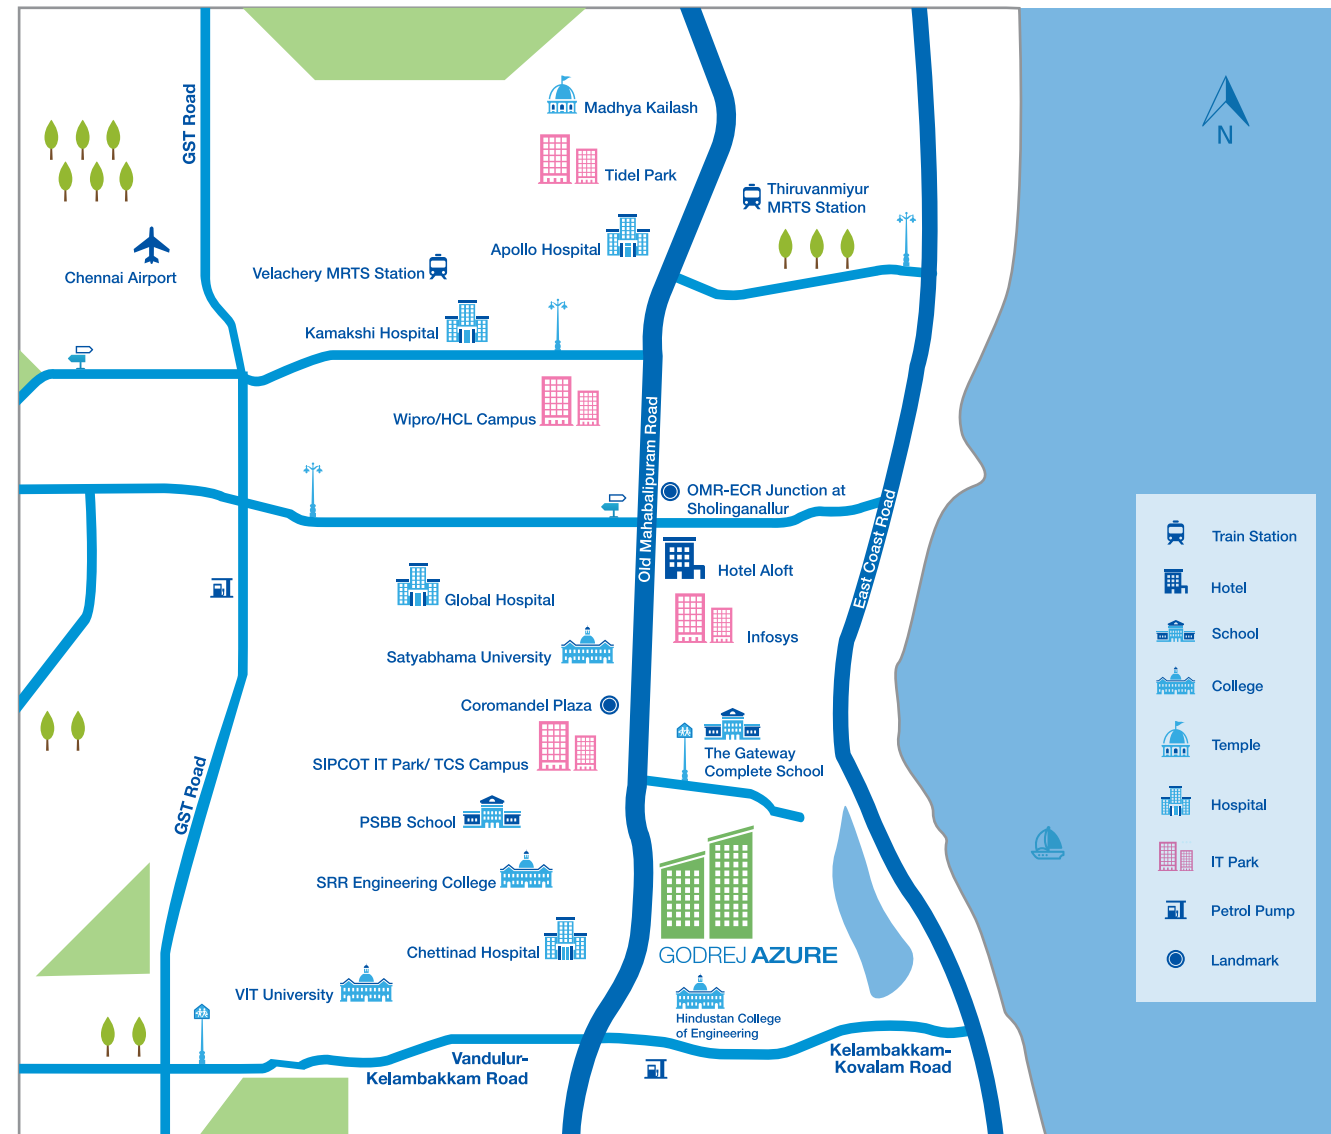 GST Road
Madhya Kailash
Tidel Park
Thiruvanmiyur
MRTS Station
N
Apollo Hospital
Chennai Airport
Velachery MRTS Station
Kamakshi Hospital
Wipro/HCL Campus
Old Mahabalipuram Road
OMR-ECR Junction at
Sholinganallur
East Coast Road
Hotel Aloft
Global Hospital
Infosys
Satyabhama University
Coromandel Plaza
The Gateway
Complete School
SIPCOT IT Park/ TCS Campus
GST Road
PSBB School
SRR Engineering College
Chettinad Hospital
GODREJ AZURE
VIT University
Hindustan College
of Engineering
Vandulur-
Kelambakkam Road
Kelambakkam-
Kovalam Road
Train Station
Hotel
School
College
Temple
Hospital
IT Park
Petrol Pump
Landmark